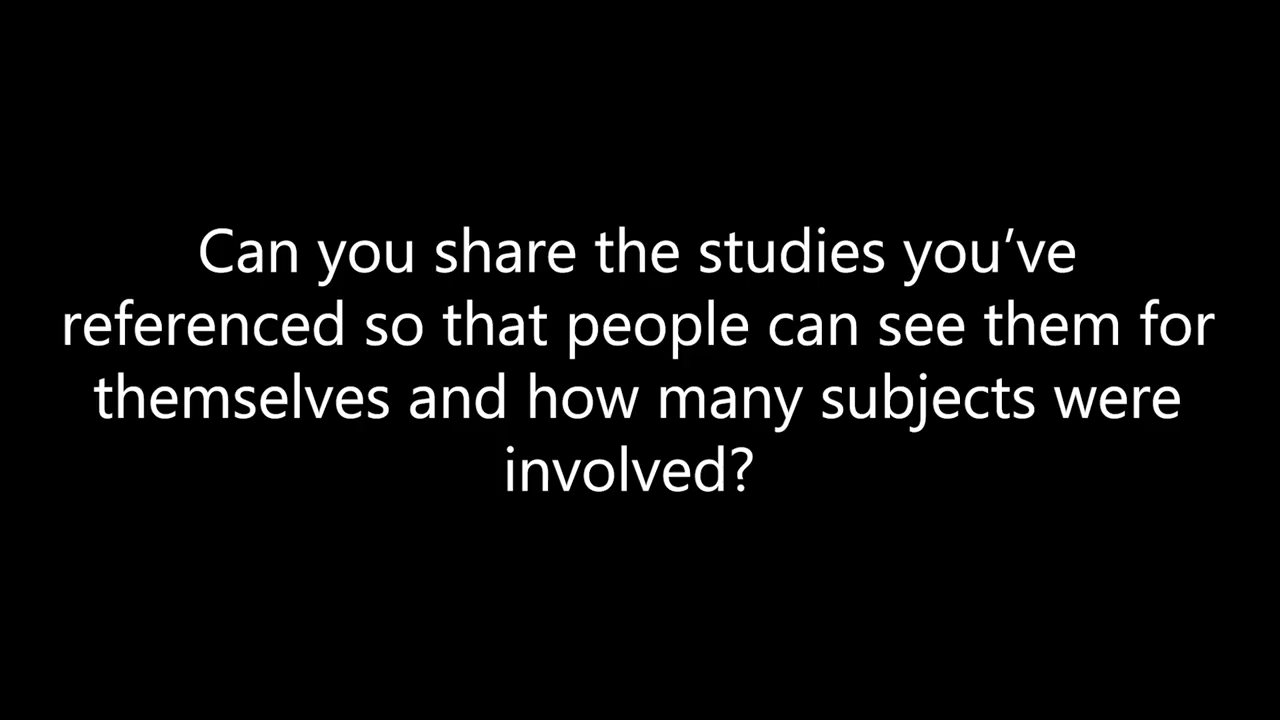 Can you share the studies you’ve
referenced so that people can see them for
themselves and how many subjects were
involved?